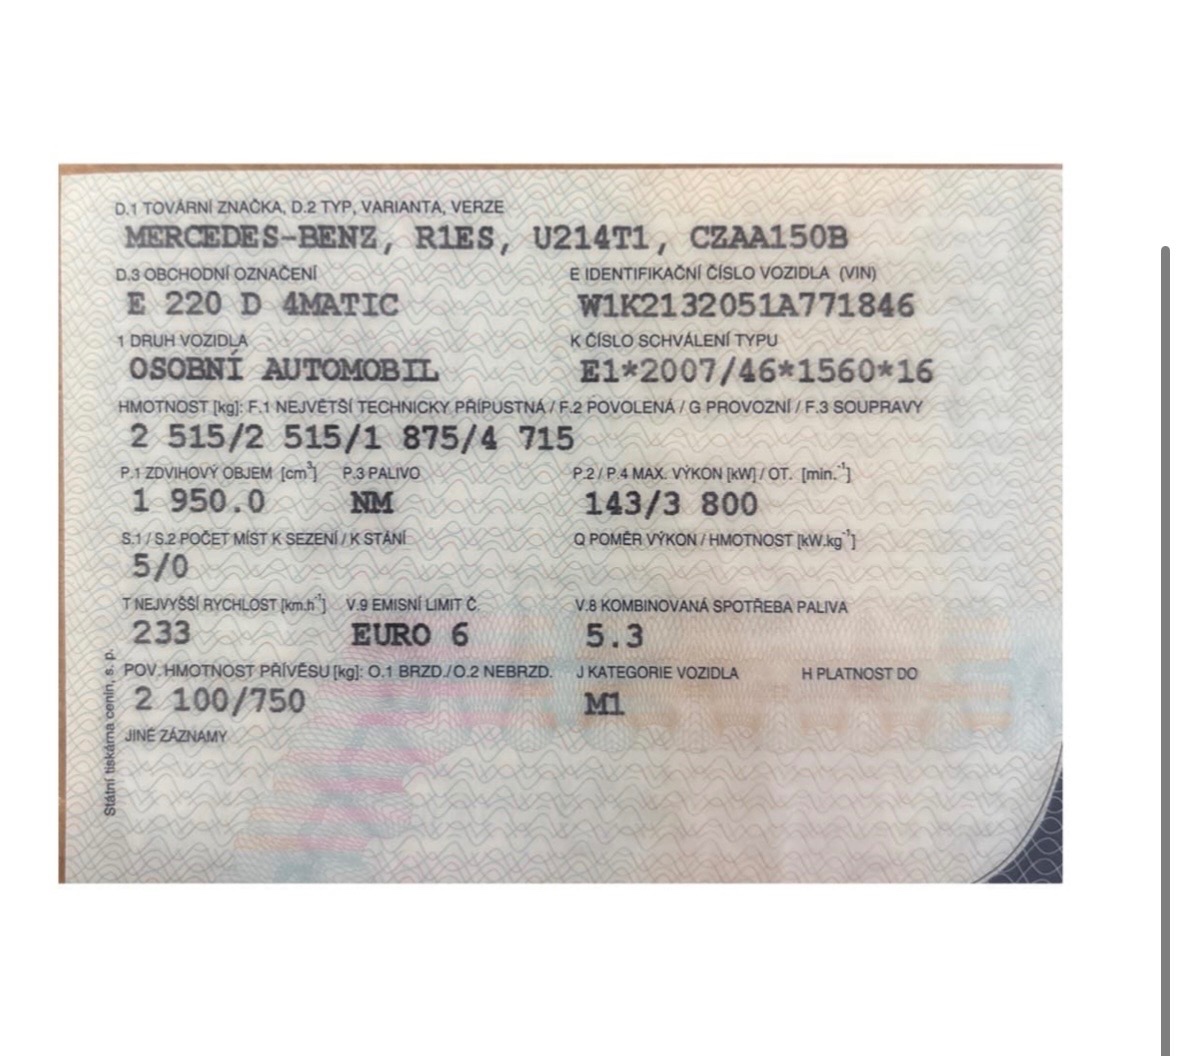 D.1 TOVÁRNÍ ZNAČKA, D.2 TYP, VARIANTA, VERZE
MERCEDES-BENZ, R1ES, U214T1, CZAA150B
D.3 OBCHODNÍ OZNAČENÍ E IDENTIFIKAČNÍ ČÍSLO VOZIDLA (VIN)
E 220 D 4MATIC W1K2132051A771846
1 DRUH VOZIDLA K ČÍSLO SCHVÁLENÍ TYPU
OSOBNÍ AUTOMOBIL E1*2007/46*1560*16
HMOTNOST [kg]: F.1 NEJVĚTŠÍ TECHNICKY PŘÍPUSTNÁ / F.2 POVOLENÁ / G PROVOZNÍ / F.3 SOUPRAVY
2 515/2 515/1 875/4 715
P.1 ZDVIHOVÝ OBJEM [cm³] P.3 PALIVO P.2 / P.4 MAX. VÝKON [kW] / OT. [min.⁻¹]
1 950.0 NM 143/3 800
S.1 / S.2 POČET MÍST K SEZENÍ / K STÁNÍ Q POMĚR VÝKON / HMOTNOST [kW.kg⁻¹]
5/0
T NEJVYŠŠÍ RYCHLOST [km.h⁻¹] V.9 EMISNÍ LIMIT Č. V.8 KOMBINOVANÁ SPOTŘEBA PALIVA
233 EURO 6 5.3
POV. HMOTNOST PŘÍVĚSU [kg]: O.1 BRZD./O.2 NEBRZD. J KATEGORIE VOZIDLA H PLATNOST DO
2 100/750 M1
JINÉ ZÁZNAMY
Státní tiskárna cenin, s. p.